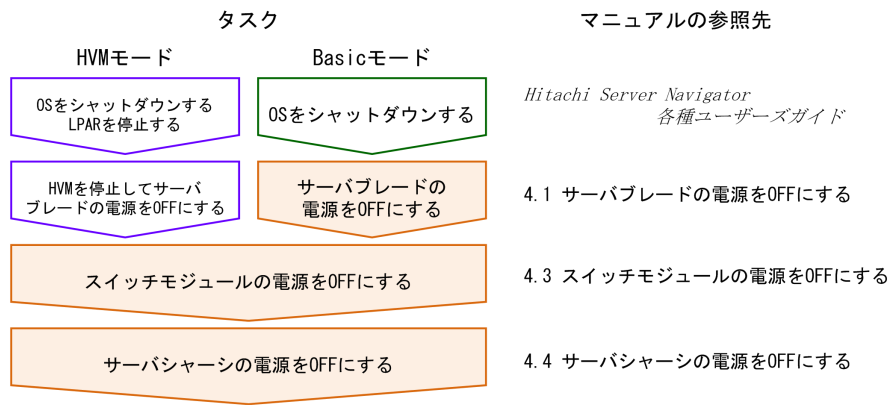 タスク
マニュアルの参照先
HVMモード
Basicモード
OSをシャットダウンする
LPARを停止する
OSをシャットダウンする
Hitachi Server Navigator
各種ユーザーズガイド
HVMを停止してサーバ
ブレードの電源をOFFにする
サーバブレードの
電源をOFFにする
4.1 サーバブレードの電源をOFFにする
スイッチモジュールの電源をOFFにする
4.3 スイッチモジュールの電源をOFFにする
サーバシャーシの電源をOFFにする
4.4 サーバシャーシの電源をOFFにする